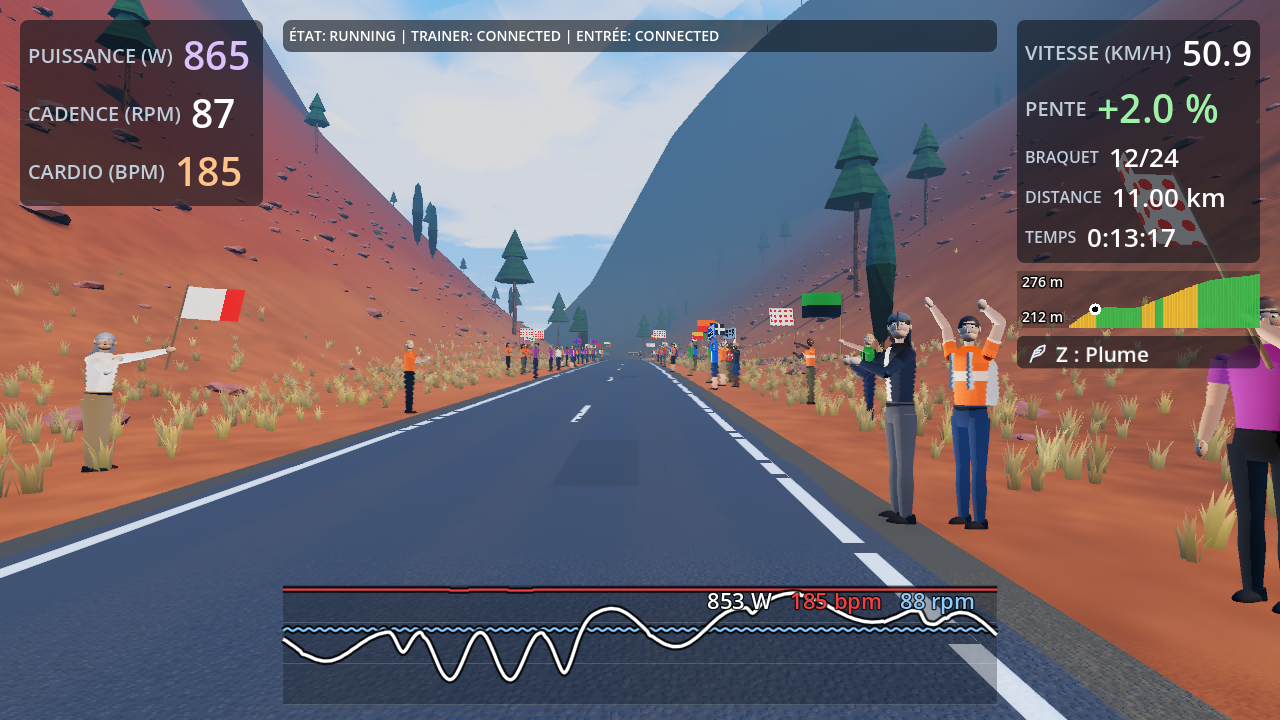 PUISSANCE (W) 865
CADENCE (RPM) 87
CARDIO (BPM) 185
ÉTAT: RUNNING | TRAINER: CONNECTED | ENTRÉE: CONNECTED
VITESSE (KM/H) 50.9
PENTE +2.0 %
BRAQUET 12/24
DISTANCE 11.00 km
TEMPS 0:13:17
276 m
212 m
Z : Plume
853 W 185 bpm 88 rpm